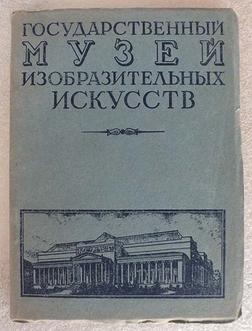 ГОСУДАРСТВЕННЫЙ
МУЗЕЙ
ИЗОБРАЗИТЕЛЬНЫХ
ИСКУССТВ